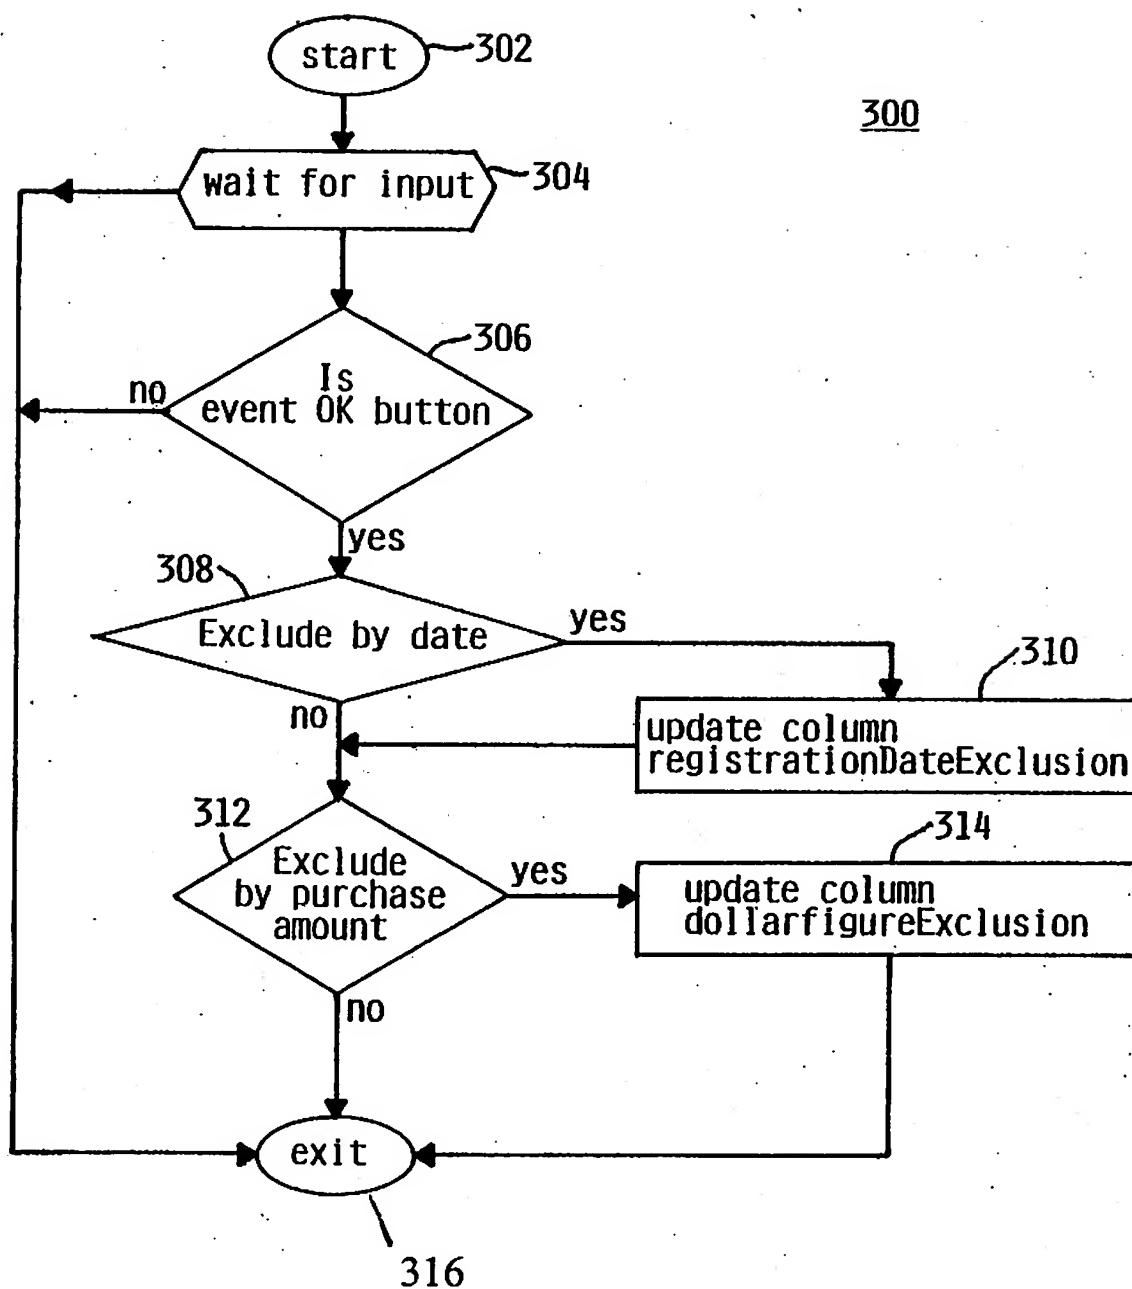 start
302
300
wait for input
304
306
Is
event OK button
no
yes
308
Exclude by date
yes
310
update column
registrationDateExclusion
no
312
Exclude
by purchase
amount
yes
314
update column
dollarfigureExclusion
no
exit
316